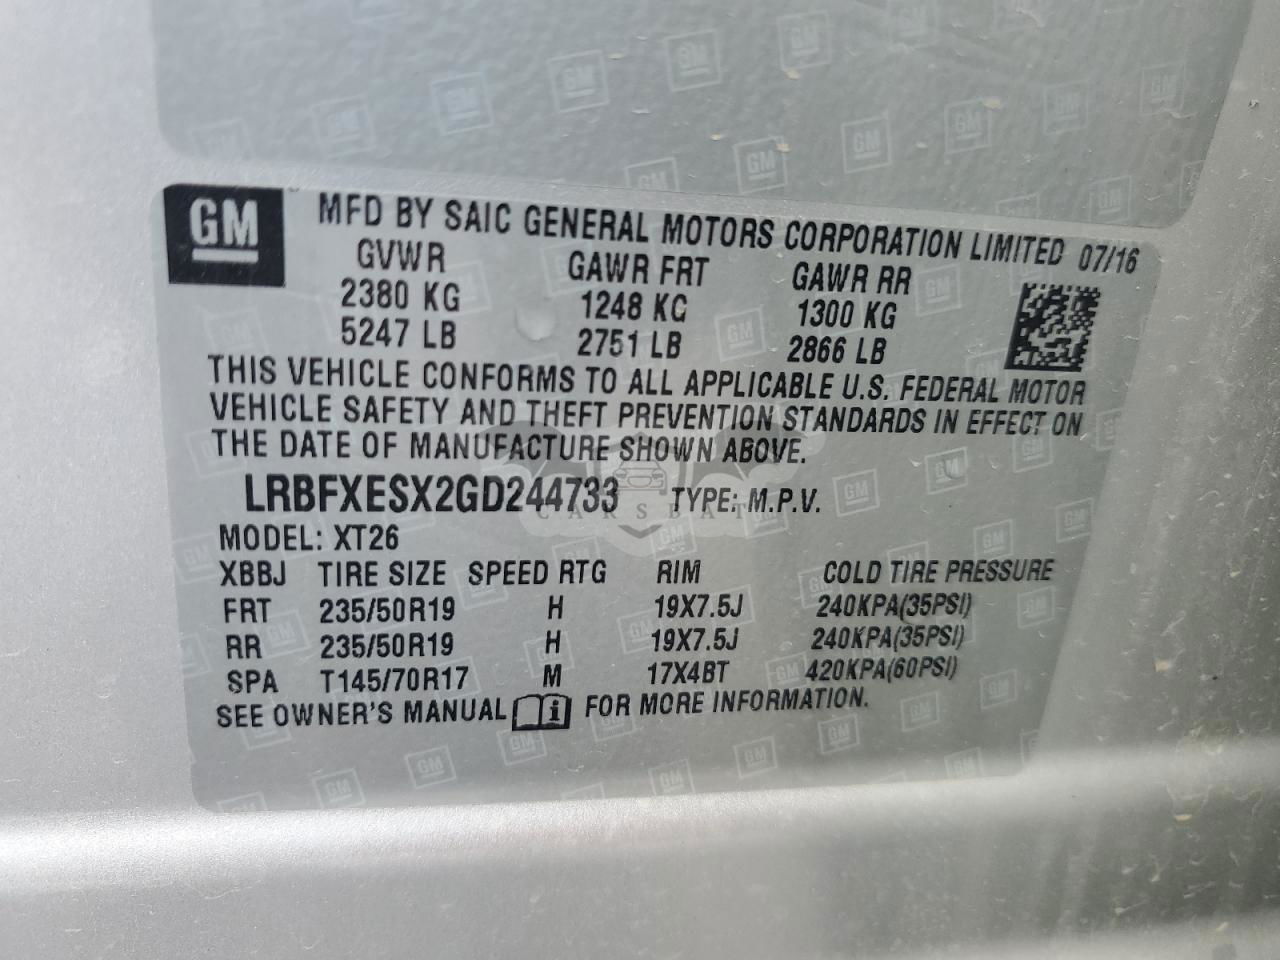 GM MFD BY SAIC GENERAL MOTORS CORPORATION LIMITED 07/16
GVWR GAWR FRT GAWR RR
2380 KG 1248 KG 1300 KG
5247 LB 2751 LB 2866 LB
THIS VEHICLE CONFORMS TO ALL APPLICABLE U.S. FEDERAL MOTOR
VEHICLE SAFETY AND THEFT PREVENTION STANDARDS IN EFFECT ON
THE DATE OF MANUFACTURE SHOWN ABOVE.
LRBFXESX2GD244733 TYPE: M.P.V.
CARSBAT
MODEL: XT26
XBBJ TIRE SIZE SPEED RTG RIM COLD TIRE PRESSURE
FRT 235/50R19 H 19X7.5J 240KPA(35PSI)
RR 235/50R19 H 19X7.5J 240KPA(35PSI)
SPA T145/70R17 M 17X4BT 420KPA(60PSI)
SEE OWNER'S MANUAL i FOR MORE INFORMATION.